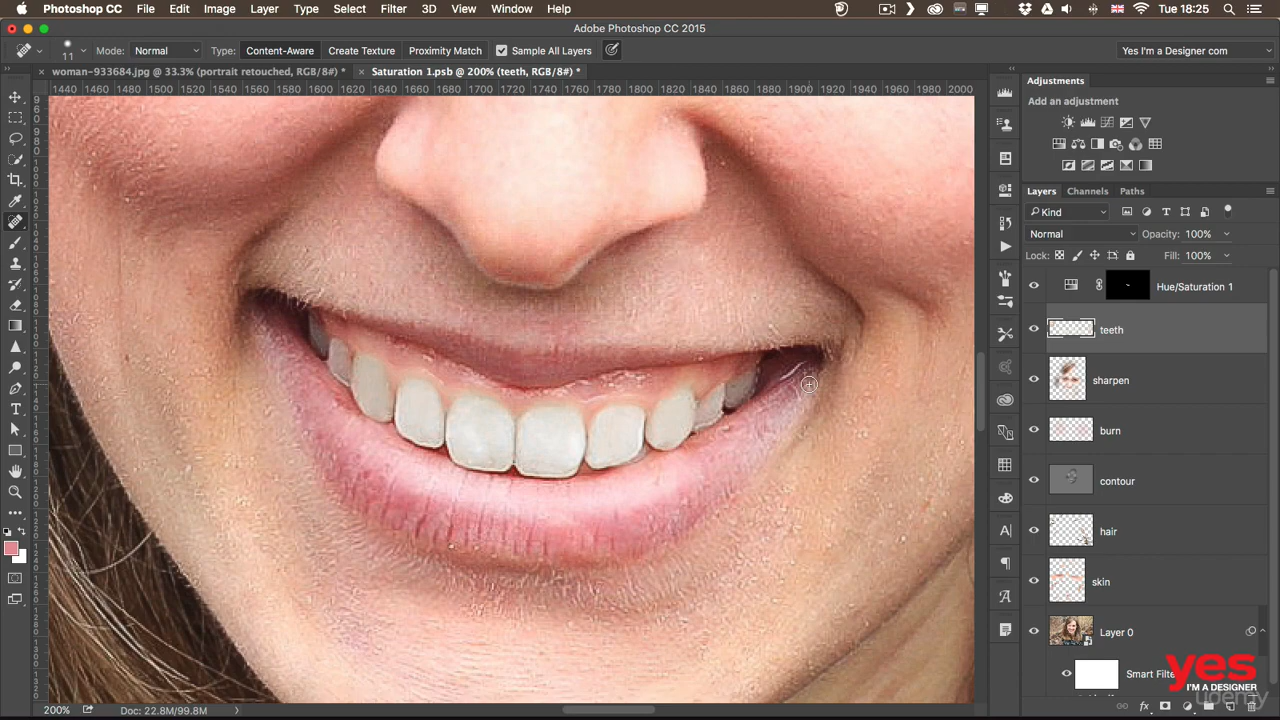 Photoshop CC File Edit Image Layer Type Select Filter 3D View Window Help Tue 18:25
Adobe Photoshop CC 2015
11 Mode: Normal Type: Content-Aware Create Texture Proximity Match Sample All Layers Yes I'm a Designer com
× woman-933684.jpg @ 33.3% (portrait retouched, RGB/8#) * × Saturation 1.psb @ 200% (teeth, RGB/8#) *
1440 1460 1480 1500 1520 1540 1560 1580 1600 1620 1640 1660 1680 1700 1720 1740 1760 1780 1800 1820 1840 1860 1880 1900 1920 1940 1960 1980 2000
Adjustments
Add an adjustment
Layers Channels Paths
Kind
Normal Opacity: 100%
Lock: Fill: 100%
Hue/Saturation 1
teeth
sharpen
burn
contour
hair
skin
Layer 0
Smart Filte
yes
I'M A DESIGNER
udemy
200% Doc: 22.8M/99.8M